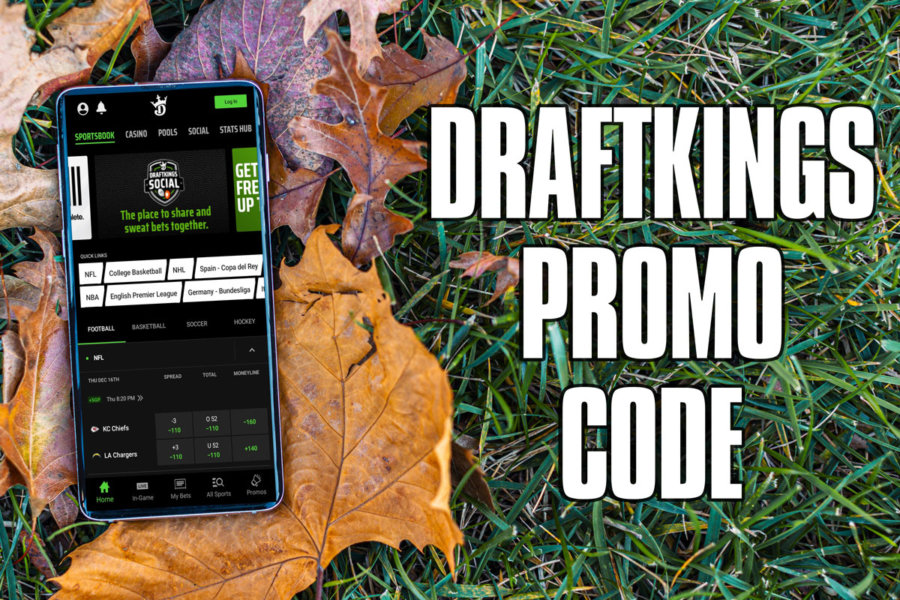 DRAFTKINGS
PROMO
CODE
Log In
SPORTSBOOK CASINO POOLS SOCIAL STATS HUB
DRAFTKINGS
SOCIAL
The place to share and
sweat bets together.
GET
FREE
UP
QUICK LINKS
NFL College Basketball NHL Spain - Copa del Rey
NBA English Premier League Germany - Bundesliga
FOOTBALL BASKETBALL SOCCER HOCKEY
NFL
THU DEC 16TH SPREAD TOTAL MONEYLINE
+SGP Thu 8:20 PM
KC Chiefs -3 -110 O 52 -110 -160
LA Chargers +3 -110 U 52 -110 +140
Home LIVE In-Game My Bets All Sports Promos